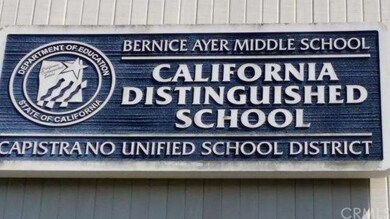 BERNICE AYER MIDDLE SCHOOL
DEPARTMENT OF EDUCATION
STATE OF CALIFORNIA
CALIFORNIA
DISTINGUISHED
SCHOOL
CAPISTRANO UNIFIED SCHOOL DISTRICT